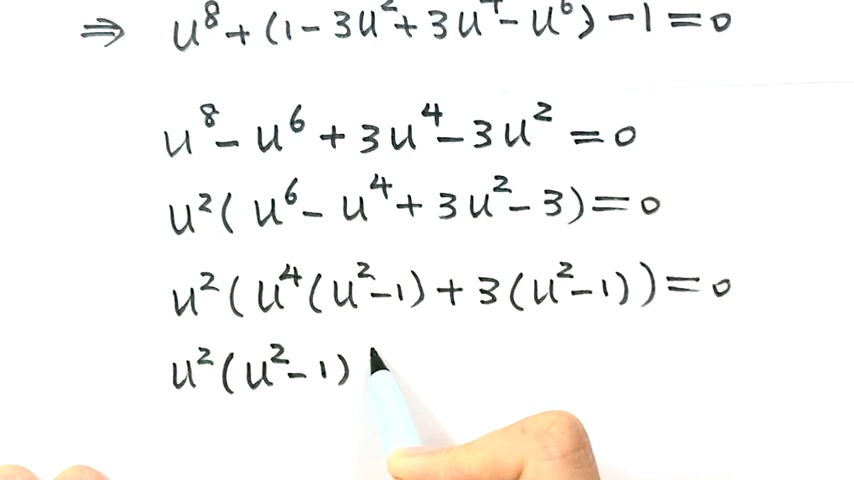 ⇒ u⁸ + (1 - 3u² + 3u⁴ - u⁶) - 1 = 0
u⁸ - u⁶ + 3u⁴ - 3u² = 0
u²(u⁶ - u⁴ + 3u² - 3) = 0
u²(u⁴(u² - 1) + 3(u² - 1)) = 0
u²(u² - 1)